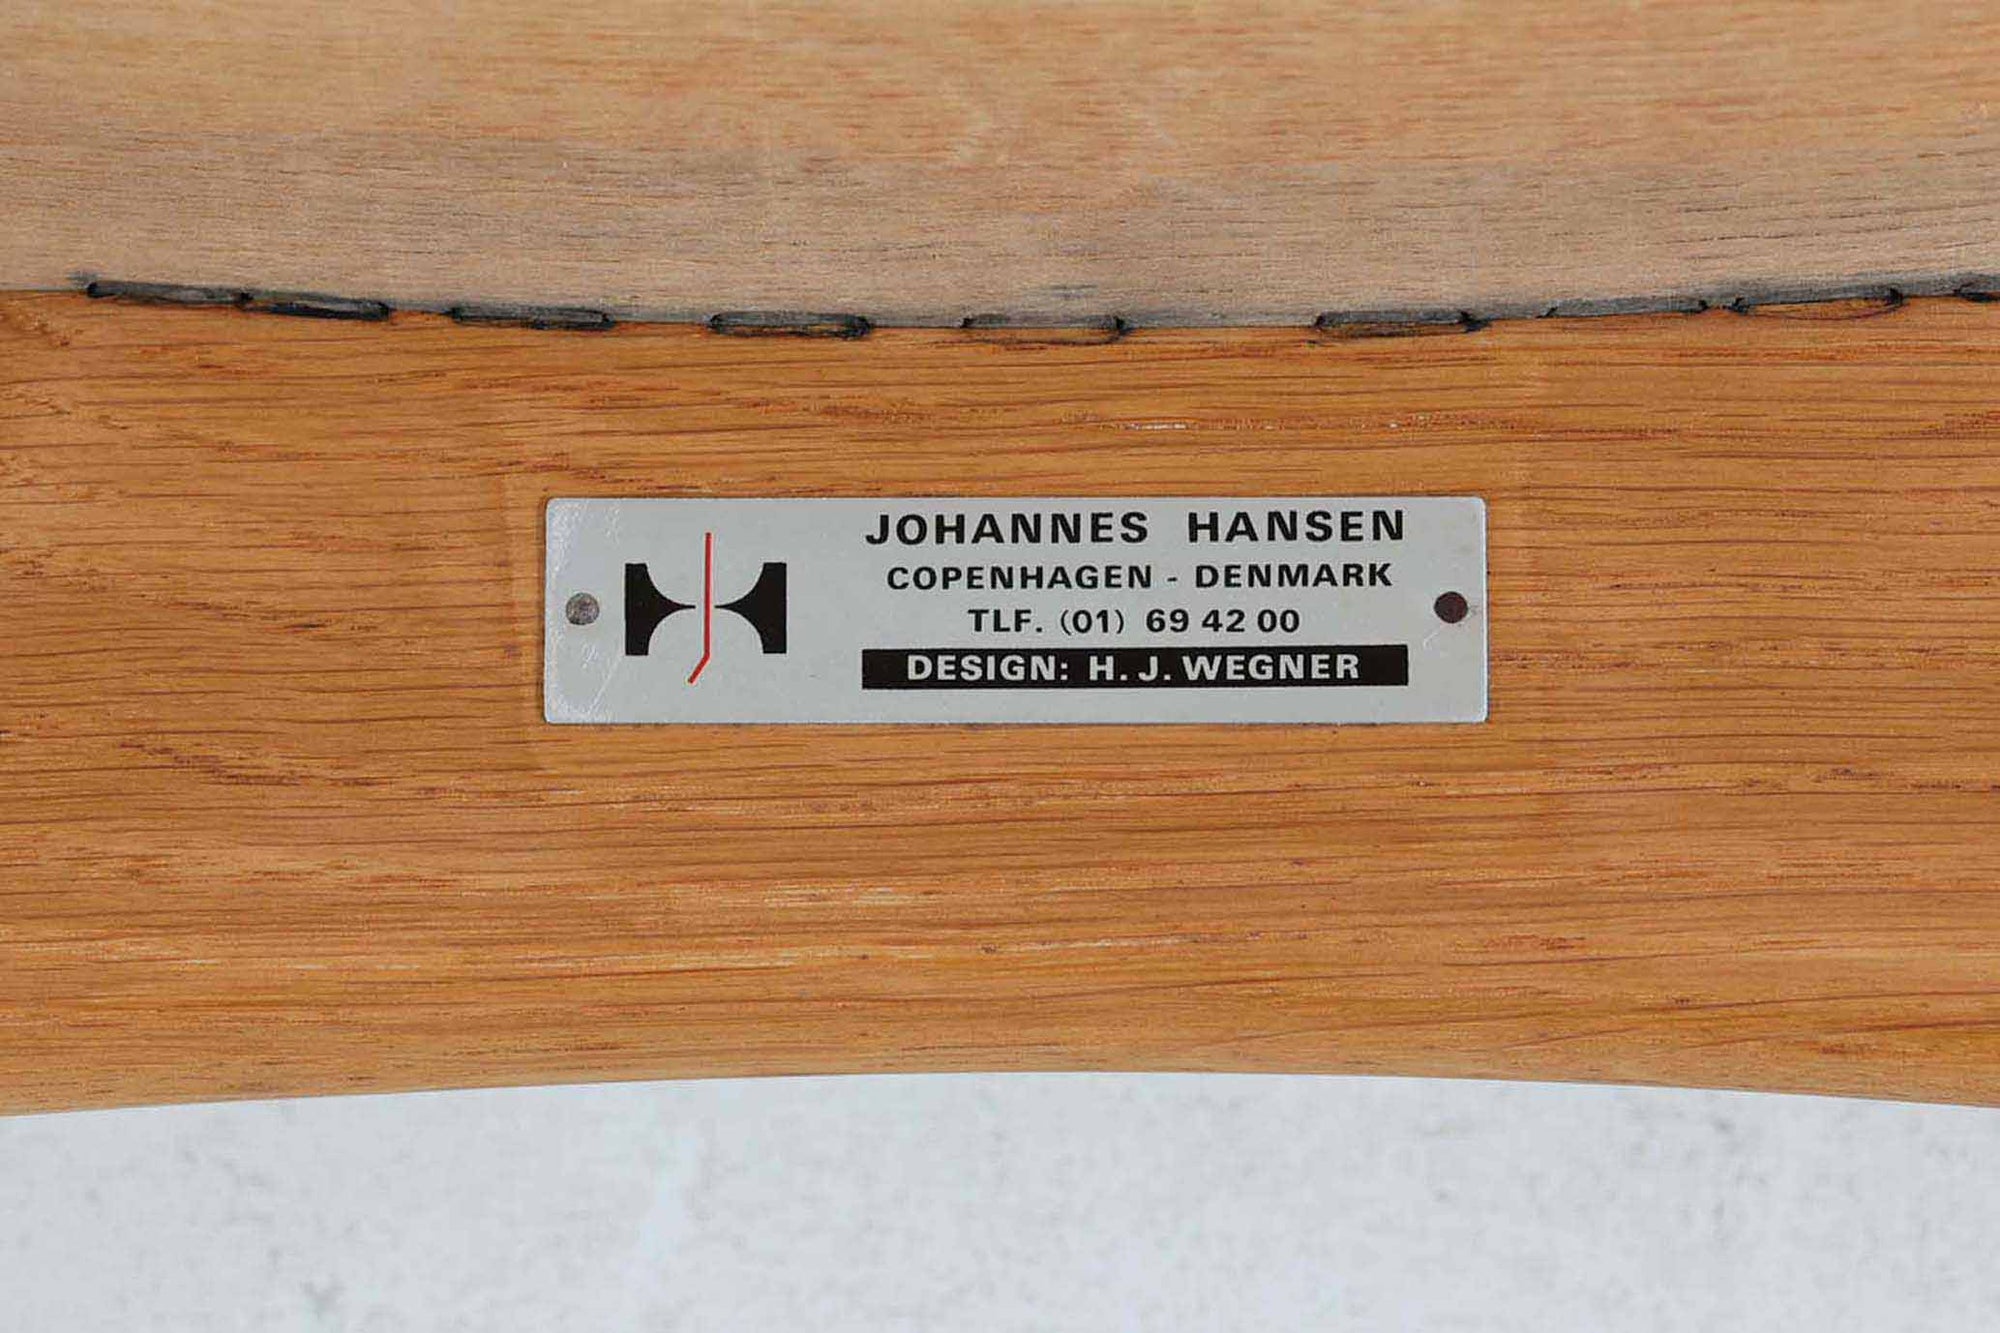 JOHANNES HANSEN
COPENHAGEN - DENMARK
TLF. (01) 69 42 00
DESIGN: H. J. WEGNER